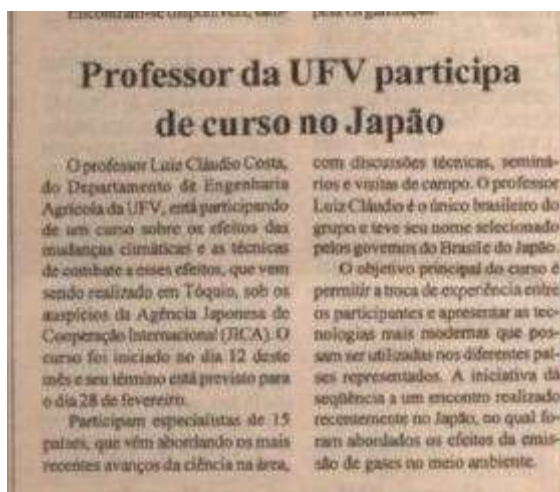 Professor da UFV participa
de curso no Japão
O professor Luiz Cláudio Costa,
do Departamento de Engenharia
Agrícola da UFV, está participando
de um curso sobre os efeitos das
mudanças climáticas e as técnicas
de combate a esses efeitos, que vem
sendo realizado em Tóquio, sob os
auspícios da Agência Japonesa de
Cooperação Internacional (JICA). O
curso foi iniciado no dia 12 deste
mês e seu término está previsto para
o dia 28 de fevereiro.
Participam especialistas de 15
países, que vêm abordando os mais
recentes avanços da ciência na área,
com discussões técnicas, seminá-
rios e visitas de campo. O professor
Luiz Cláudio é o único brasileiro do
grupo e teve seu nome selecionado
pelos governos do Brasil e do Japão.
O objetivo principal do curso é
permitir a troca de experiência entre
os participantes e apresentar as tec-
nologias mais modernas que pos-
sam ser utilizadas nos diferentes paí-
ses representados. A iniciativa dá
seqüência a um encontro realizado
recentemente no Japão, no qual fo-
ram abordados os efeitos da emis-
são de gases no meio ambiente.